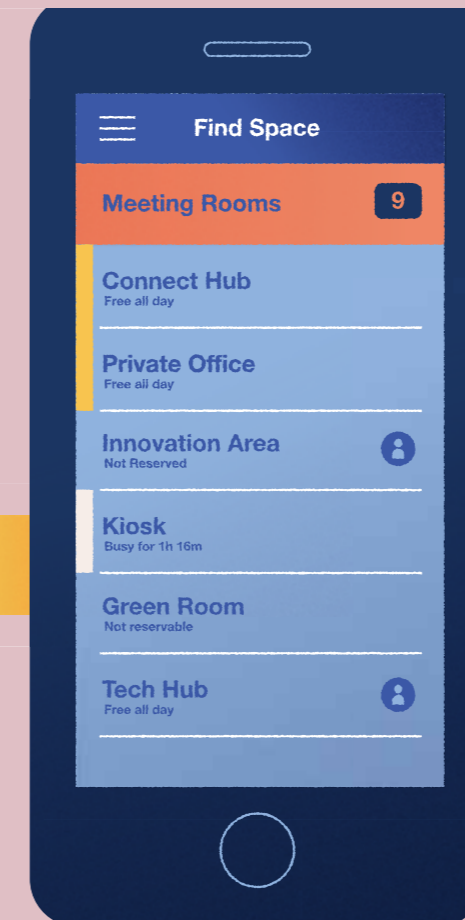 Find Space
Meeting Rooms 9
Connect Hub
Free all day
Private Office
Free all day
Innovation Area
Not Reserved
Kiosk
Busy for 1h 16m
Green Room
Not reservable
Tech Hub
Free all day